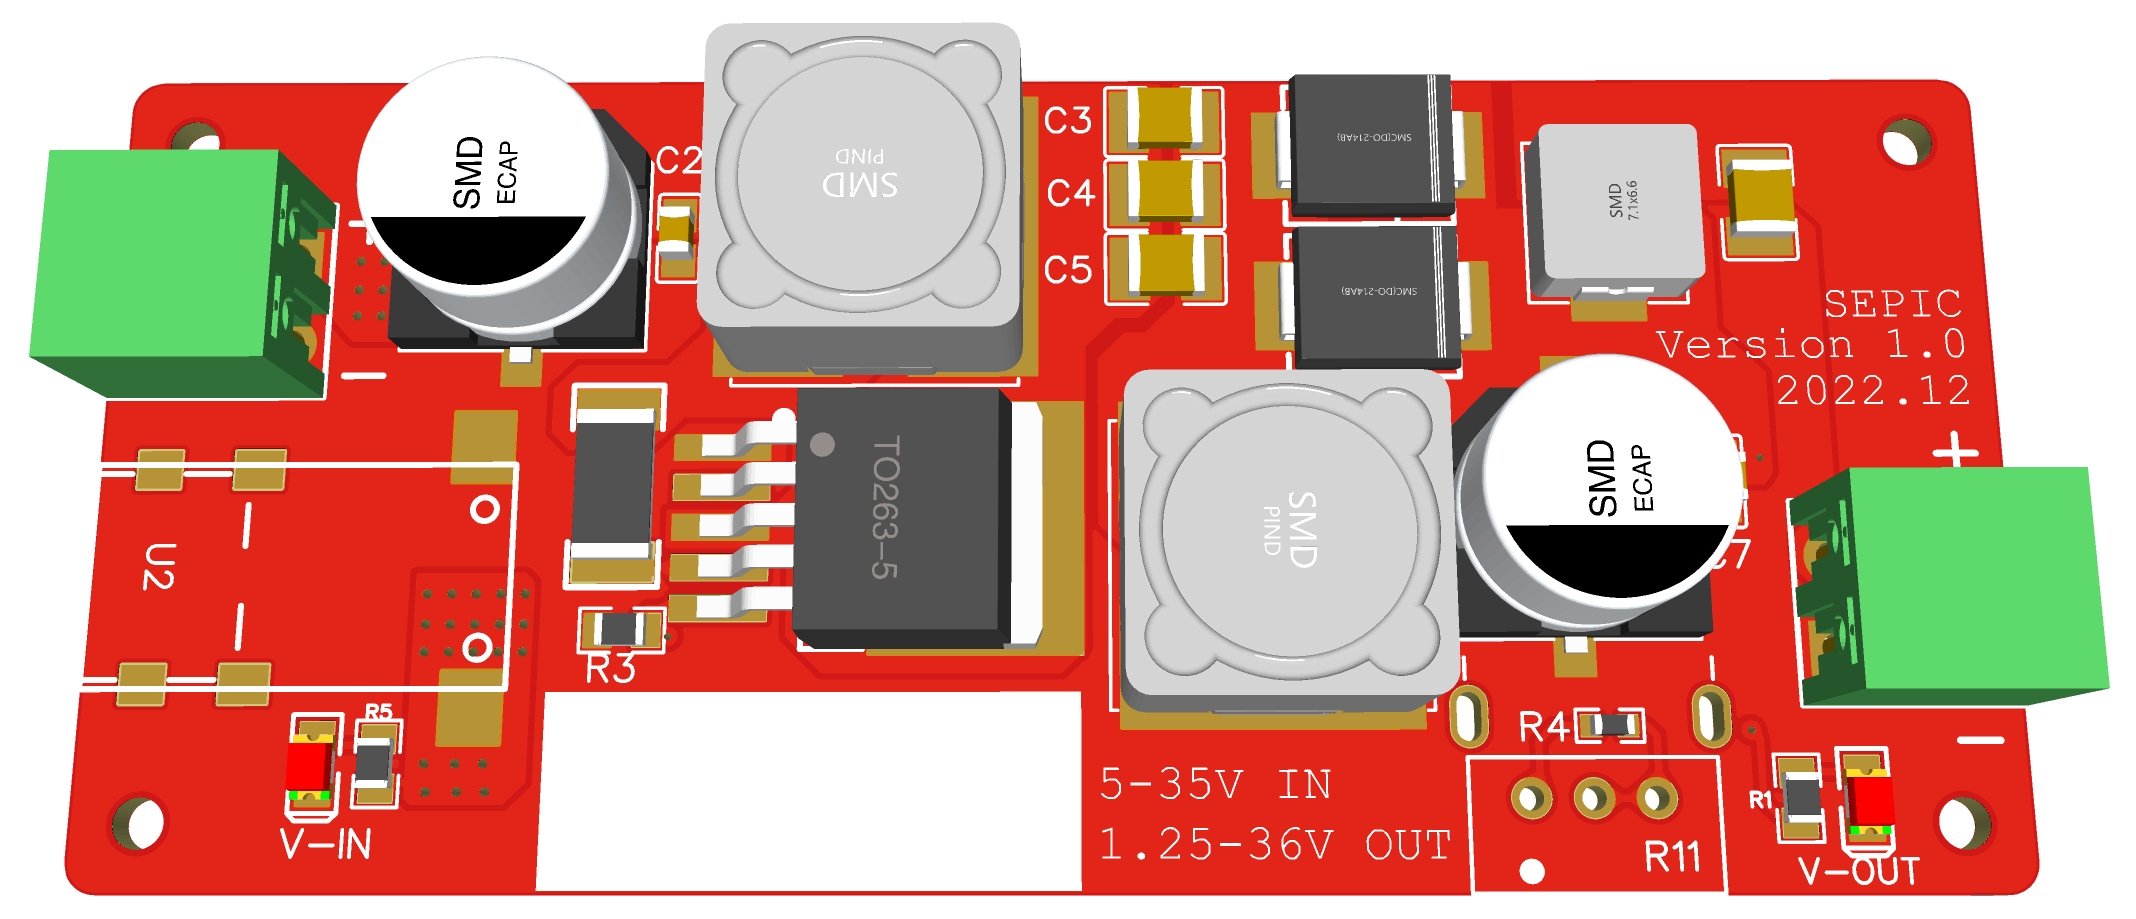 SMD
ECAP
C2
SMD
PIND
C3
C4
C5
SMC(DO-214AB)
SMC(DO-214AB)
SMD
7.1x6.6
SEPIC
Version 1.0
2022.12
+
+
−
U2
TO263-5
R3
SMD
PIND
SMD
ECAP
C7
−
R5
V-IN
5-35V IN
1.25-36V OUT
R4
R11
R1
V-OUT